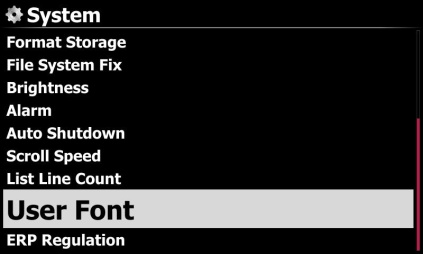 System
Format Storage
File System Fix
Brightness
Alarm
Auto Shutdown
Scroll Speed
List Line Count
User Font
ERP Regulation